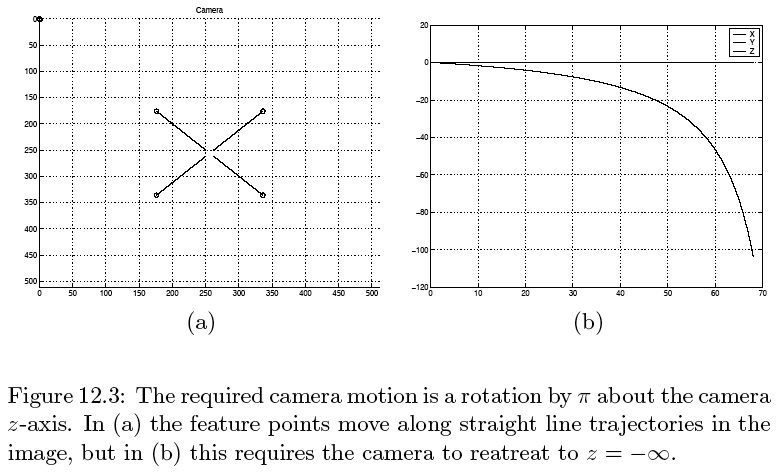 Camera
0
50
100
150
200
250
300
350
400
450
500
0 50 100 150 200 250 300 350 400 450 500
(a)
20
0
−20
−40
−60
−80
−100
−120
0 10 20 30 40 50 60 70
X
Y
Z
(b)
Figure 12.3: The required camera motion is a rotation by π about the camera
z-axis. In (a) the feature points move along straight line trajectories in the
image, but in (b) this requires the camera to reatreat to z = −∞.